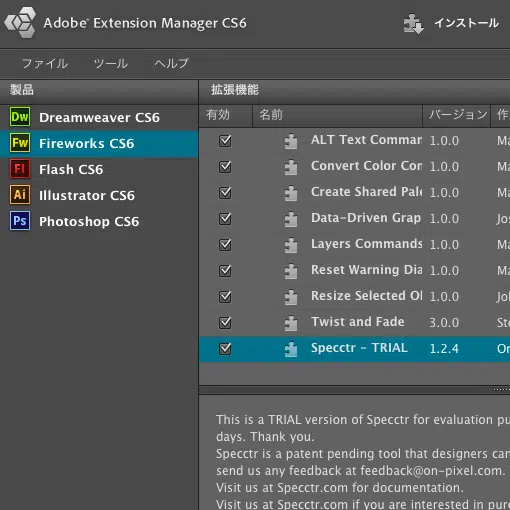 Adobe™ Extension Manager CS6
インストール
ファイル ツール ヘルプ
製品
拡張機能
有効 名前 バージョン 作
Dw Dreamweaver CS6
Fw Fireworks CS6
Fl Flash CS6
Ai Illustrator CS6
Ps Photoshop CS6
ALT Text Comman 1.0.0 Ma
Convert Color Con 1.0.0 Ma
Create Shared Pale 1.0.0 Ma
Data-Driven Grap 1.0.0 Jos
Layers Commands 1.0.0 Ma
Reset Warning Dia 1.0.0 Ma
Resize Selected O 1.0.0 Jo
Twist and Fade 3.0.0 Ste
Specctr - TRIAL 1.2.4 On
This is a TRIAL version of Specctr for evaluation pu
days. Thank you.
Specctr is a patent pending tool that designers can
send us any feedback at feedback@on-pixel.com.
Visit us at Specctr.com for documentation.
Visit us at Specctr.com if you are interested in pur